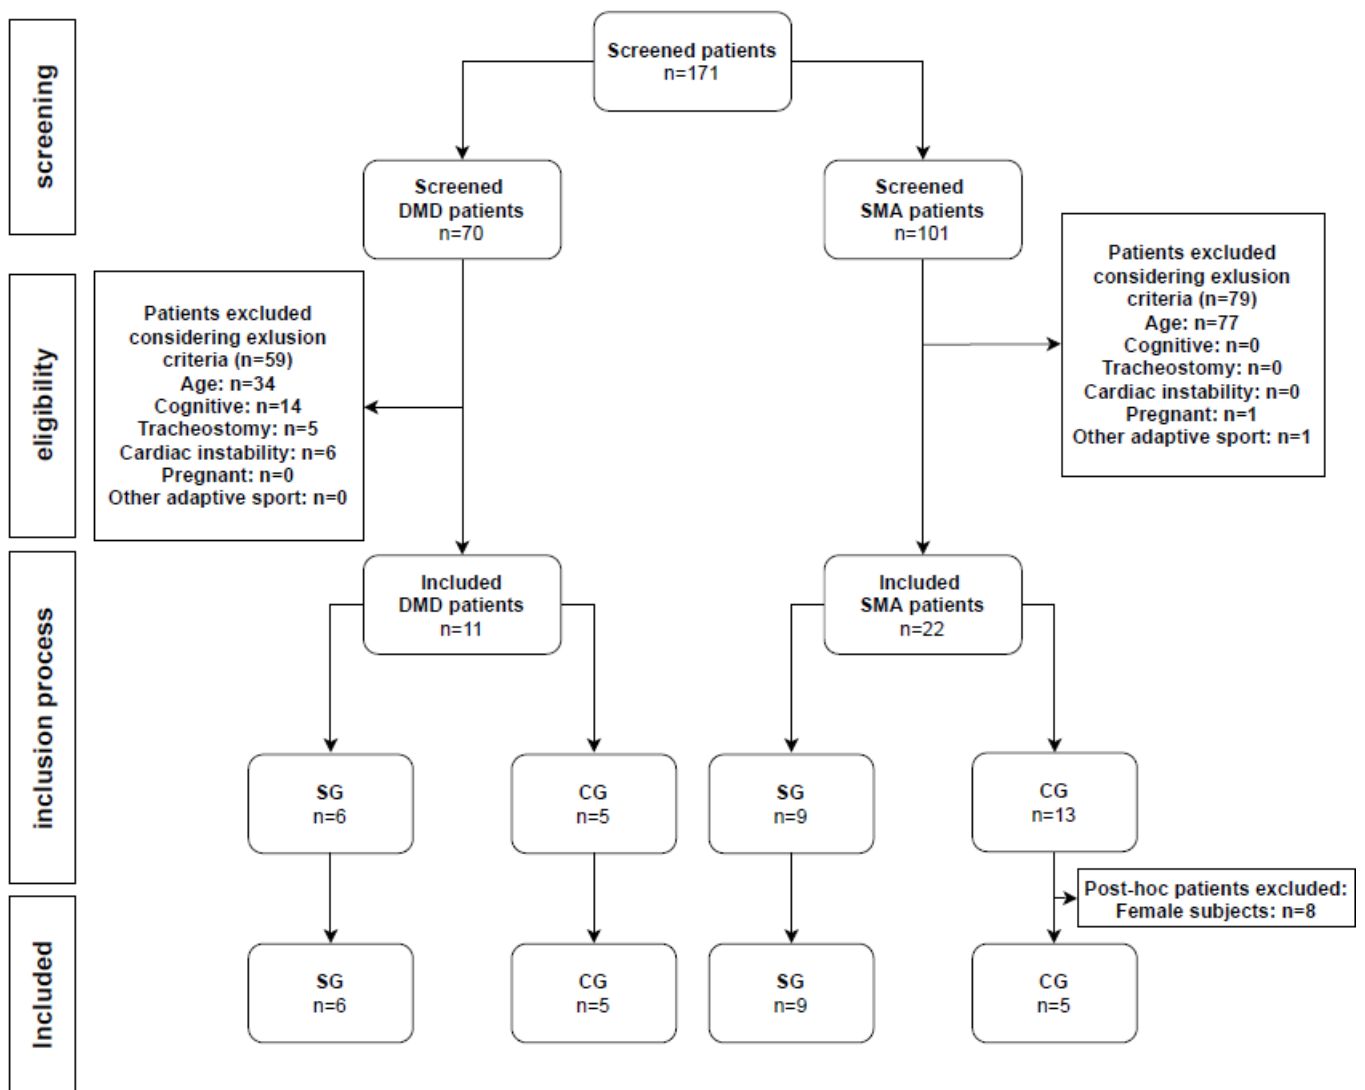 screening
Screened patients
n=171
Screened
DMD patients
n=70
Screened
SMA patients
n=101
eligibility
Patients excluded
considering exlusion
criteria (n=59)
Age: n=34
Cognitive: n=14
Tracheostomy: n=5
Cardiac instability: n=6
Pregnant: n=0
Other adaptive sport: n=0
Patients excluded
considering exlusion
criteria (n=79)
Age: n=77
Cognitive: n=0
Tracheostomy: n=0
Cardiac instability: n=0
Pregnant: n=1
Other adaptive sport: n=1
inclusion process
Included
DMD patients
n=11
Included
SMA patients
n=22
SG
n=6
CG
n=5
SG
n=9
CG
n=13
Post-hoc patients excluded:
Female subjects: n=8
Included
SG
n=6
CG
n=5
SG
n=9
CG
n=5